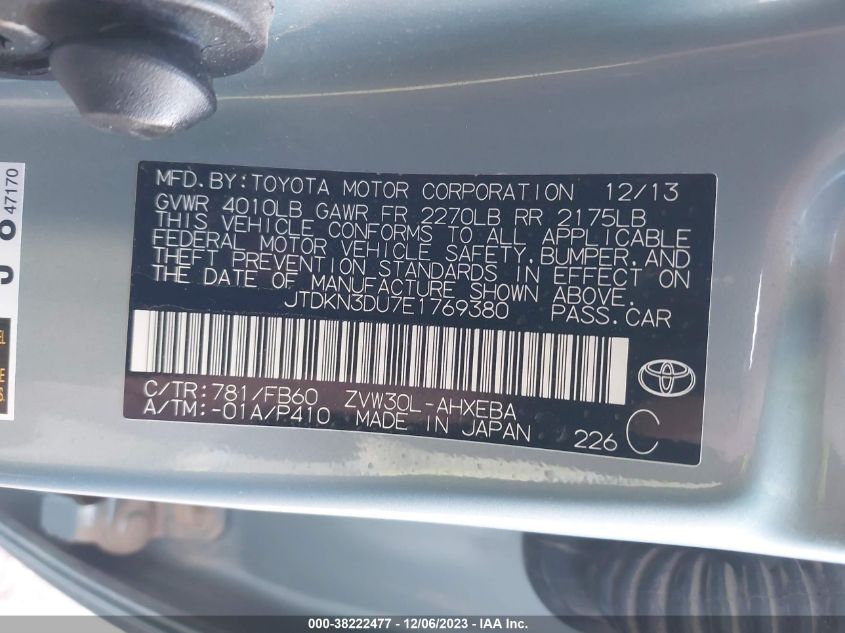 MFD. BY: TOYOTA MOTOR CORPORATION 12/13
GVWR 4010LB GAWR FR 2270LB RR 2175LB
THIS VEHICLE CONFORMS TO ALL APPLICABLE
FEDERAL MOTOR VEHICLE SAFETY, BUMPER, AND
THEFT PREVENTION STANDARDS IN EFFECT ON
THE DATE OF MANUFACTURE SHOWN ABOVE.
JTDKN3DU7E1769380 PASS.CAR
C/TR: 781/FB60 ZVW30L-AHXEBA
A/TM: -01A/P410 MADE IN JAPAN
226 C
47170
000-38222477 - 12/06/2023 - IAA Inc.